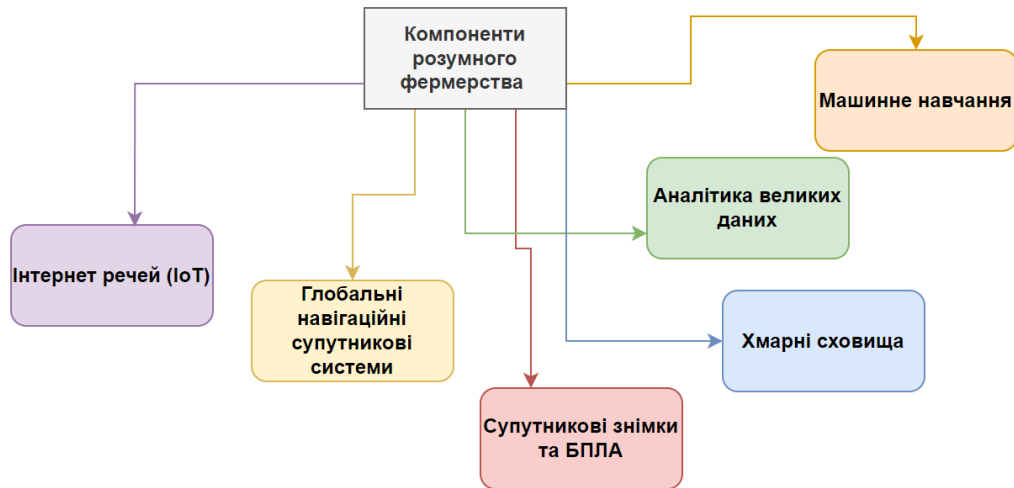 Компоненти
розумного
фермерства
Машинне навчання
Аналітика великих
даних
Інтернет речей (IoT)
Глобальні
навігаційні
супутникові
системи
Хмарні сховища
Супутникові знімки
та БПЛА